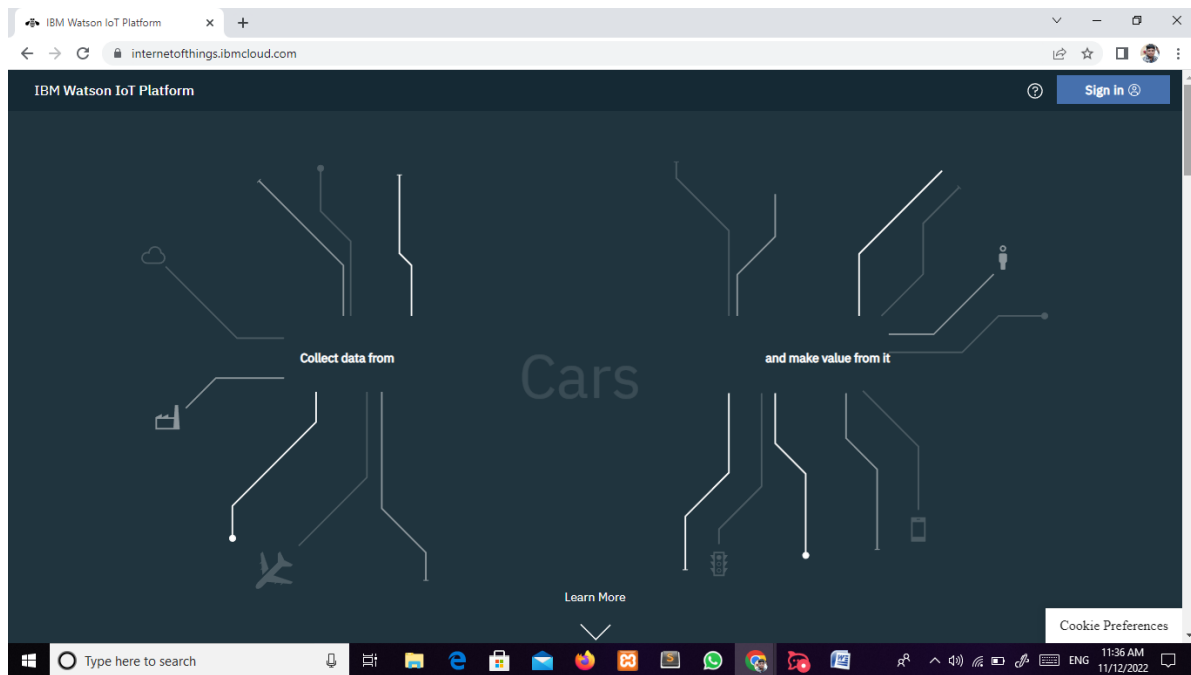 IBM Watson IoT Platform
internetofthings.ibmcloud.com
IBM Watson IoT Platform
Sign in
Collect data from
Cars
and make value from it
Learn More
Cookie Preferences
Type here to search
ENG
11:36 AM
11/12/2022